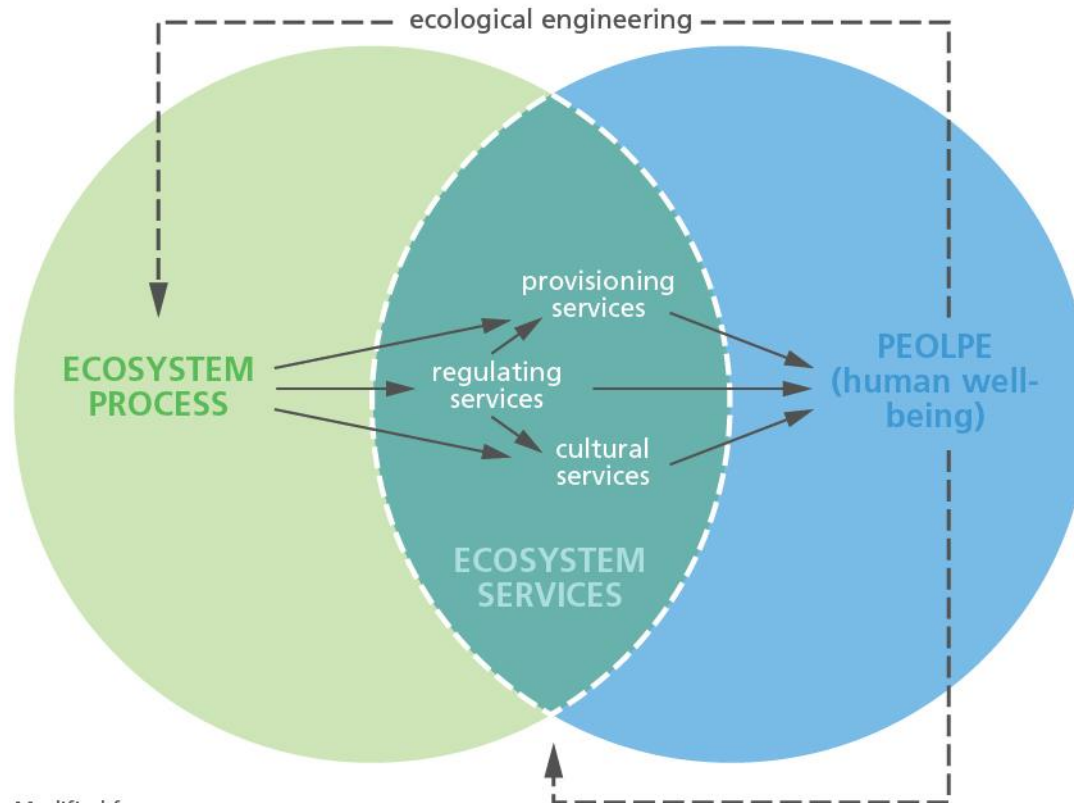 ecological engineering
provisioning
services
ECOSYSTEM
PROCESS
regulating
services
PEOLPE
(human well-
being)
cultural
services
ECOSYSTEM
SERVICES